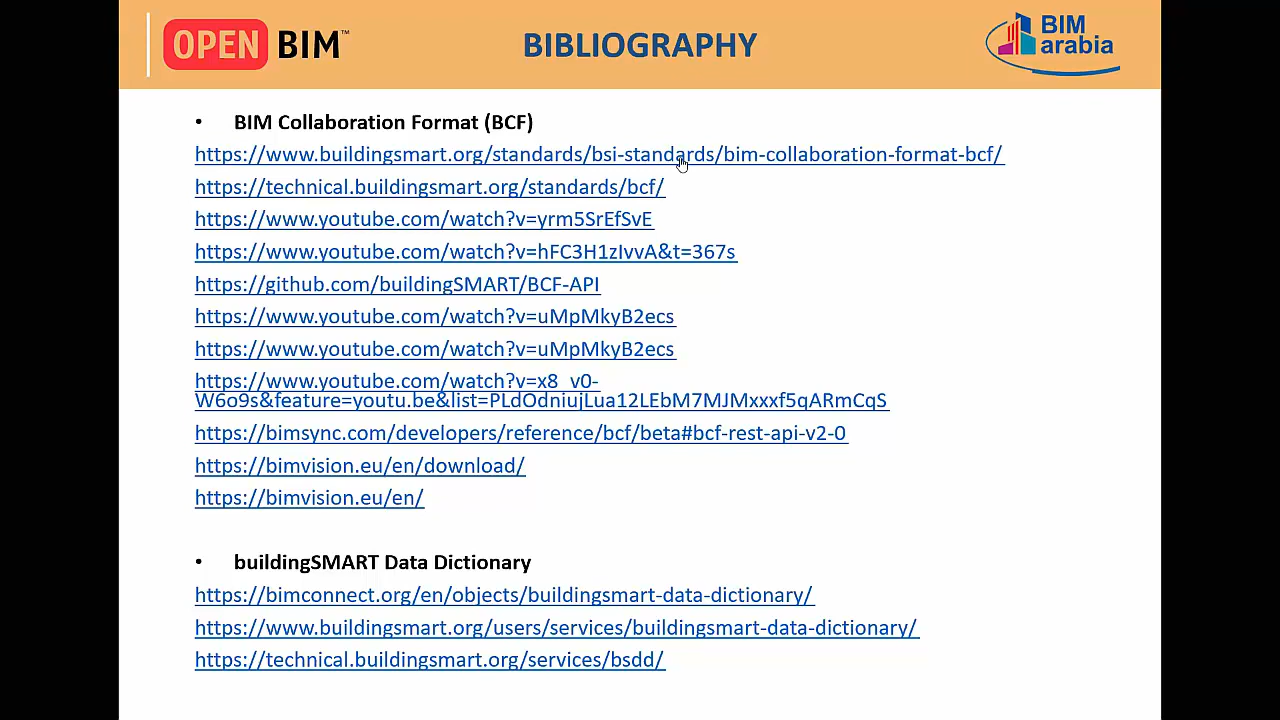 OPEN BIM™
BIBLIOGRAPHY
BIM
arabia
• BIM Collaboration Format (BCF)
https://www.buildingsmart.org/standards/bsi-standards/bim-collaboration-format-bcf/
https://technical.buildingsmart.org/standards/bcf/
https://www.youtube.com/watch?v=yrm5SrEfSvE
https://www.youtube.com/watch?v=hFC3H1zIvvA&t=367s
https://github.com/buildingSMART/BCF-API
https://www.youtube.com/watch?v=uMpMkyB2ecs
https://www.youtube.com/watch?v=uMpMkyB2ecs
https://www.youtube.com/watch?v=x8_v0-
W6o9s&feature=youtu.be&list=PLdOdniujLua12LEbM7MJMxxxf5qARmCqS
https://bimsync.com/developers/reference/bcf/beta#bcf-rest-api-v2-0
https://bimvision.eu/en/download/
https://bimvision.eu/en/
• buildingSMART Data Dictionary
https://bimconnect.org/en/objects/buildingsmart-data-dictionary/
https://www.buildingsmart.org/users/services/buildingsmart-data-dictionary/
https://technical.buildingsmart.org/services/bsdd/